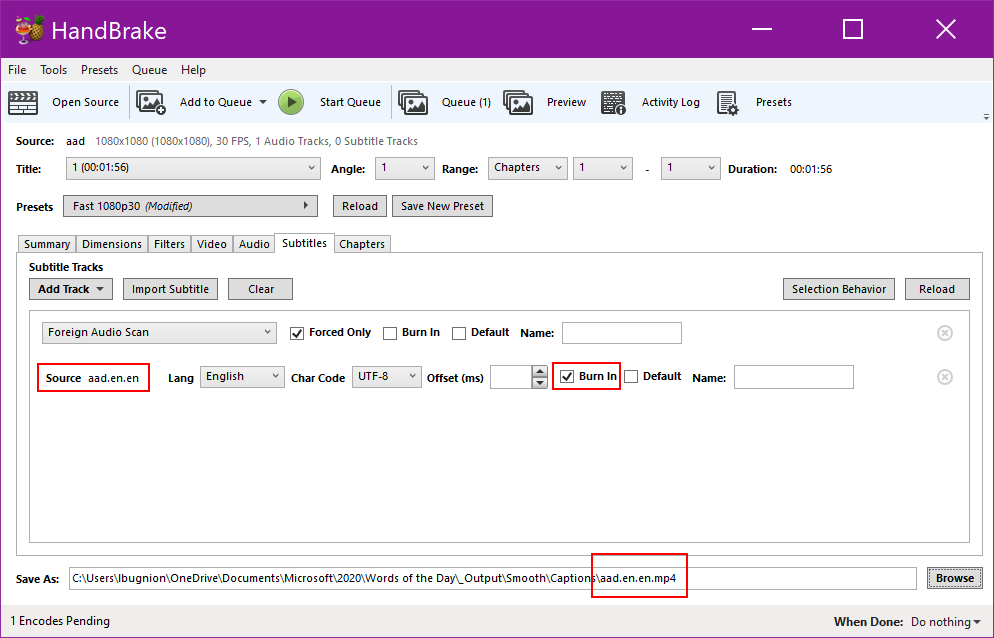 HandBrake
File Tools Presets Queue Help
Open Source Add to Queue Start Queue Queue (1) Preview Activity Log Presets
Source: aad 1080x1080 (1080x1080), 30 FPS, 1 Audio Tracks, 0 Subtitle Tracks
Title: 1 (00:01:56) Angle: 1 Range: Chapters 1 - 1 Duration: 00:01:56
Presets Fast 1080p30 (Modified) Reload Save New Preset
Summary Dimensions Filters Video Audio Subtitles Chapters
Subtitle Tracks
Add Track Import Subtitle Clear Selection Behavior Reload
Foreign Audio Scan Forced Only Burn In Default Name:
Source aad.en.en Lang English Char Code UTF-8 Offset (ms) Burn In Default Name:
Save As: C:\Users\lbugnion\OneDrive\Documents\Microsoft\2020\Words of the Day\_Output\Smooth\Captions\aad.en.en.mp4 Browse
1 Encodes Pending When Done: Do nothing